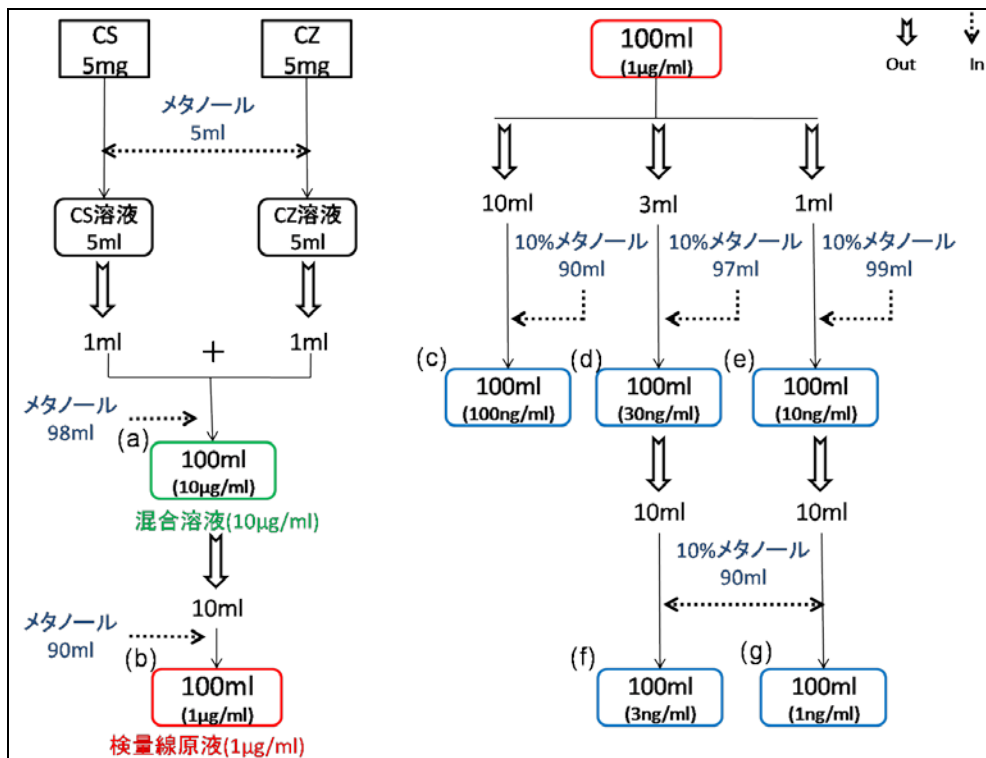 CS
5mg
CZ
5mg
メタノール
5ml
CS溶液
5ml
CZ溶液
5ml
1ml
+
1ml
メタノール
98ml
(a)
100ml
(10μg/ml)
混合溶液(10μg/ml)
10ml
メタノール
90ml
(b)
100ml
(1μg/ml)
検量線原液(1μg/ml)
100ml
(1μg/ml)
Out
In
10ml
3ml
1ml
10%メタノール
90ml
10%メタノール
97ml
10%メタノール
99ml
(c)
100ml
(100ng/ml)
(d)
100ml
(30ng/ml)
(e)
100ml
(10ng/ml)
10ml
10ml
10%メタノール
90ml
(f)
100ml
(3ng/ml)
(g)
100ml
(1ng/ml)